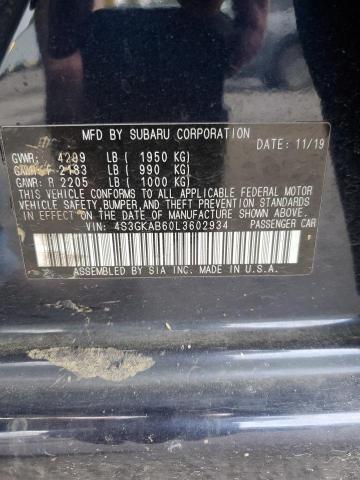 MFD BY SUBARU CORPORATION
DATE: 11/19
GVWR: 4299 LB ( 1950 KG)
GAWR: F 2183 LB ( 990 KG)
GAWR: R 2205 LB ( 1000 KG)
THIS VEHICLE CONFORMS TO ALL APPLICABLE FEDERAL MOTOR
VEHICLE SAFETY, BUMPER, AND THEFT PREVENTION STANDARDS
IN EFFECT ON THE DATE OF MANUFACTURE SHOWN ABOVE.
VIN: 4S3GKAB60L3602934 PASSENGER CAR
ASSEMBLED BY SIA INC. MADE IN U.S.A.